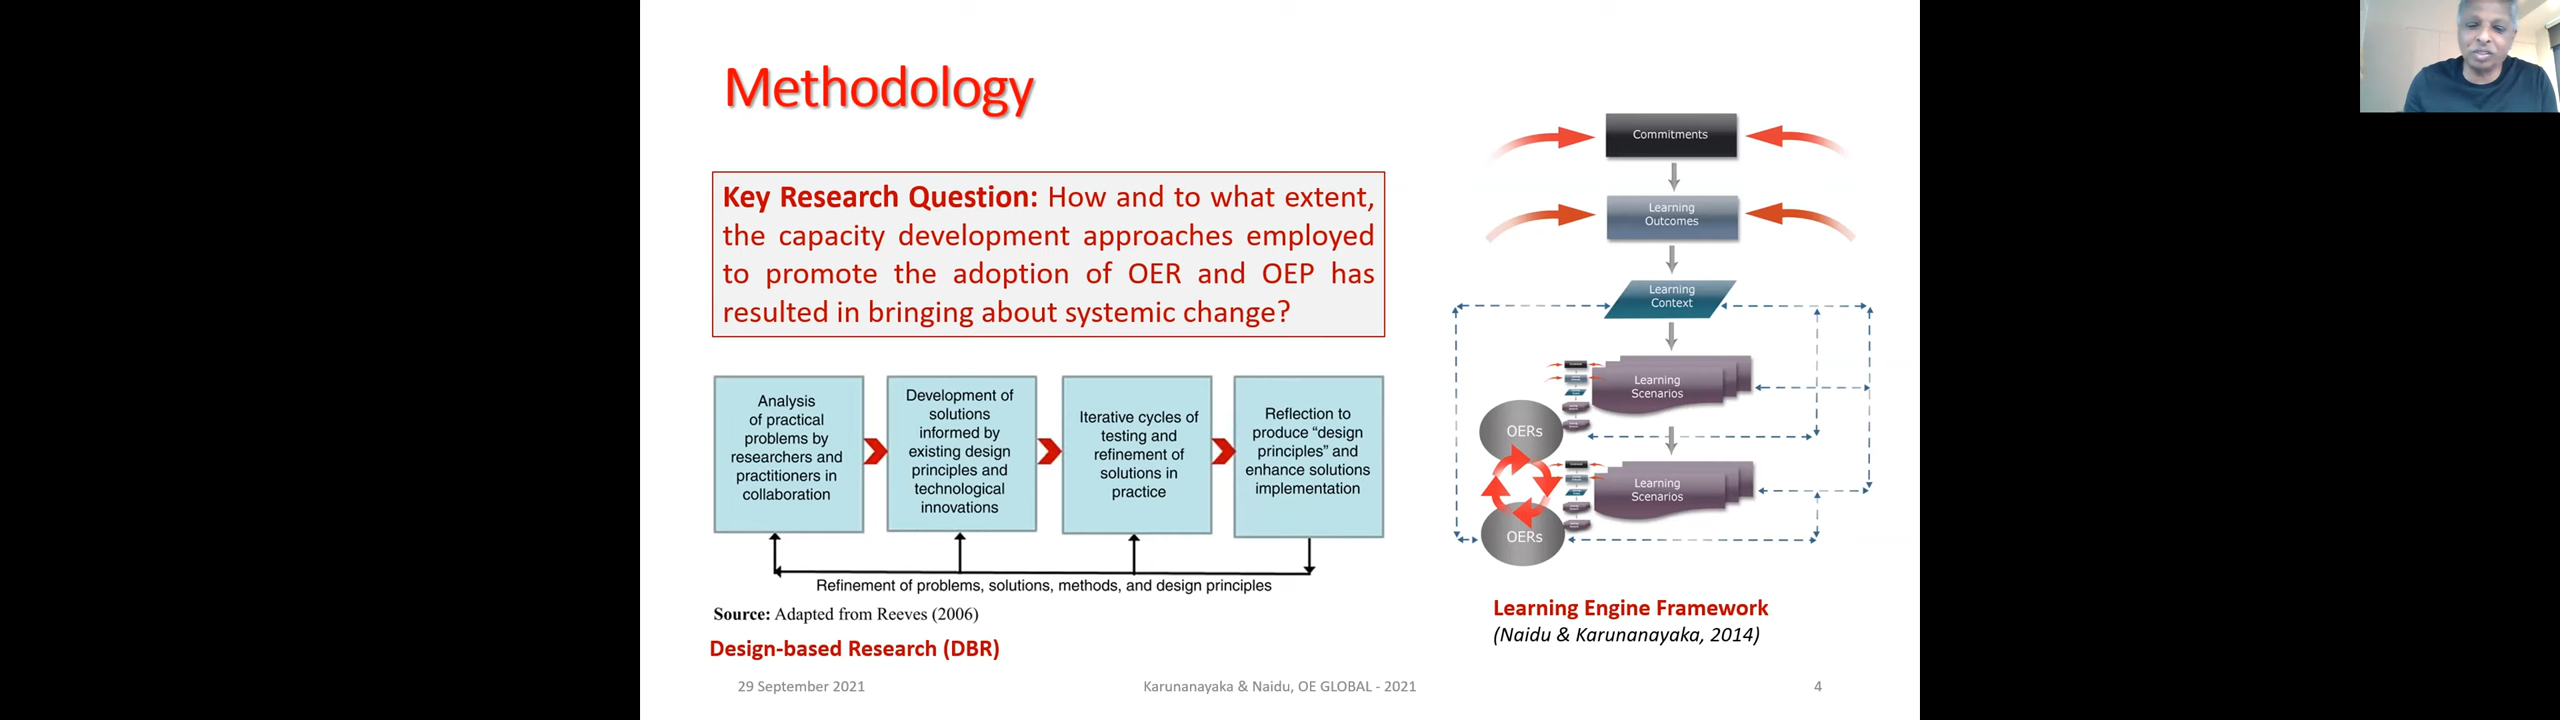 Methodology
Key Research Question: How and to what extent,
the capacity development approaches employed
to promote the adoption of OER and OEP has
resulted in bringing about systemic change?
Analysis
of practical
problems by
researchers and
practitioners in
collaboration
Development of
solutions
informed by
existing design
principles and
technological
innovations
Iterative cycles of
testing and
refinement of
solutions in
practice
Reflection to
produce “design
principles” and
enhance solutions
implementation
Refinement of problems, solutions, methods, and design principles
Source: Adapted from Reeves (2006)
Design-based Research (DBR)
Commitments
Learning
Outcomes
Learning
Context
Learning
Scenarios
OERs
Learning
Scenarios
OERs
Learning Engine Framework
(Naidu & Karunanayaka, 2014)
29 September 2021
Karunanayaka & Naidu, OE GLOBAL - 2021
4